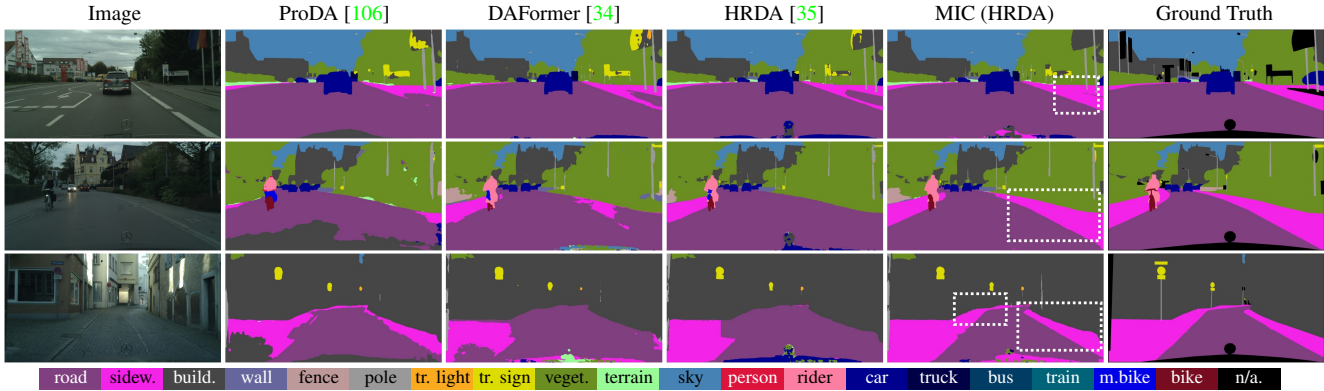 Image ProDA [106] DAFormer [34] HRDA [35] MIC (HRDA) Ground Truth
road sidew. build. wall fence pole tr. light tr. sign veget. terrain sky person rider car truck bus train m.bike bike n/a.